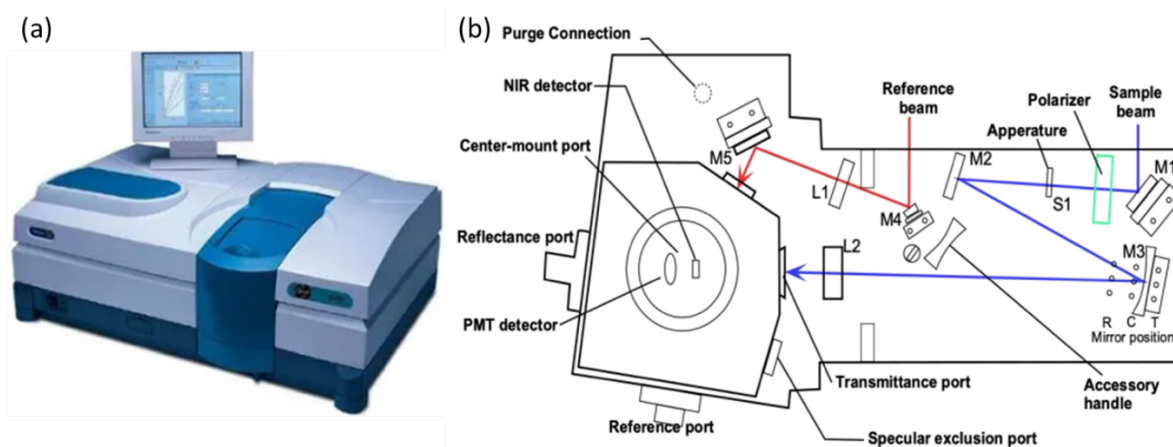 (a)
(b)
Purge Connection
NIR detector
Center-mount port
Reflectance port
PMT detector
Reference port
Reference beam
Apperature
Polarizer
Sample beam
M1
M2
S1
M5
L1
M4
L2
M3
R C T
Mirror position
Transmittance port
Accessory handle
Specular exclusion port